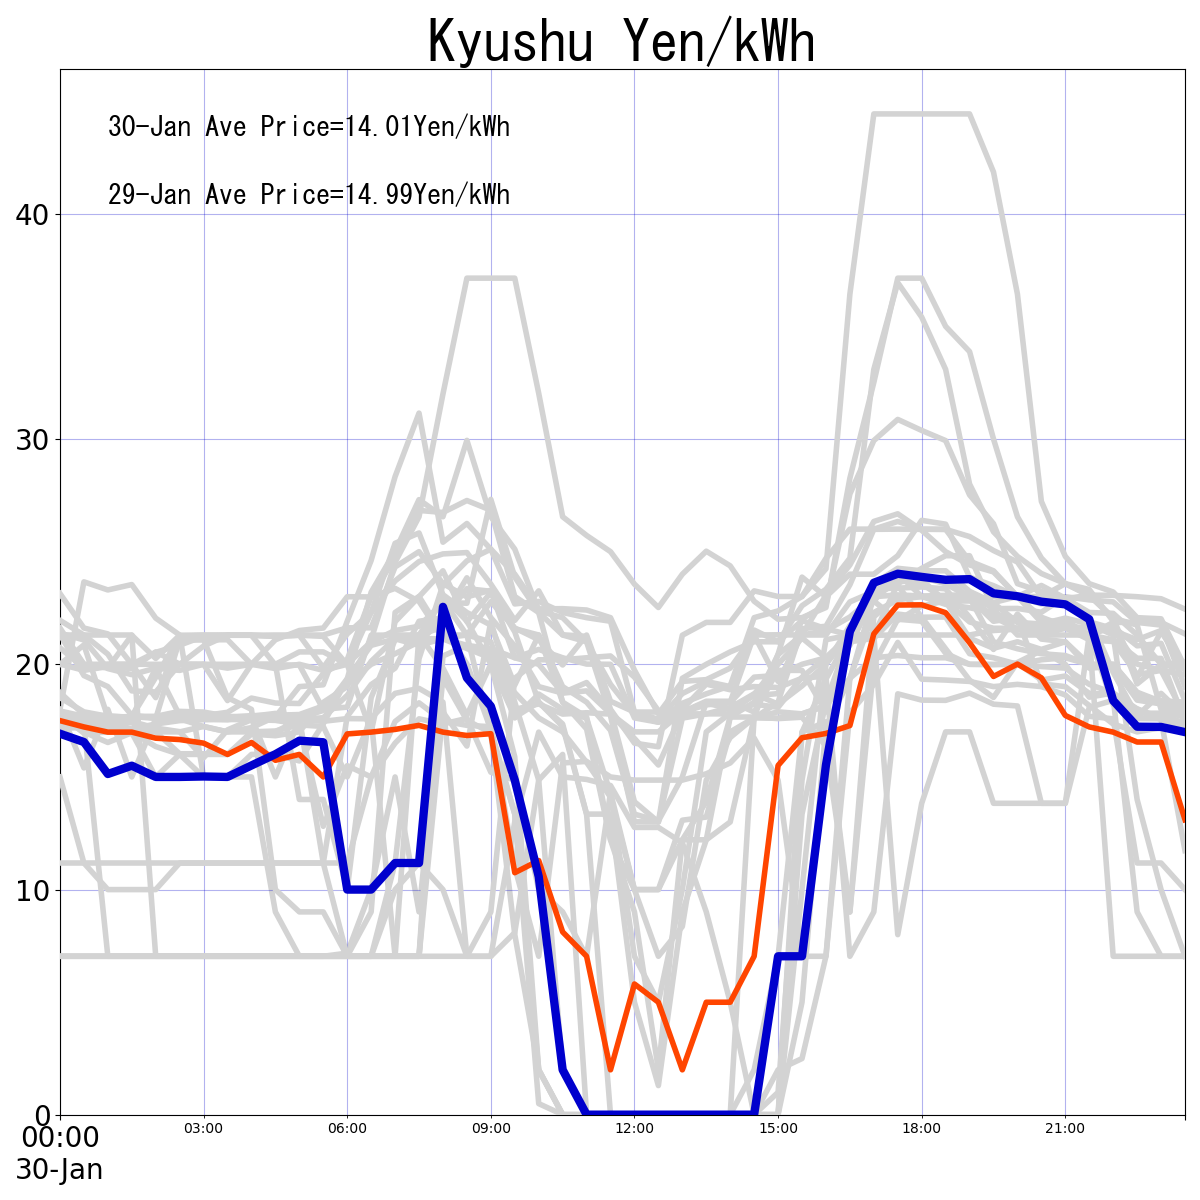 Kyushu Yen/kWh
30-Jan Ave Price=14.01Yen/kWh
29-Jan Ave Price=14.99Yen/kWh
40
30
20
10
0
00:00 03:00 06:00 09:00 12:00 15:00 18:00 21:00
30-Jan